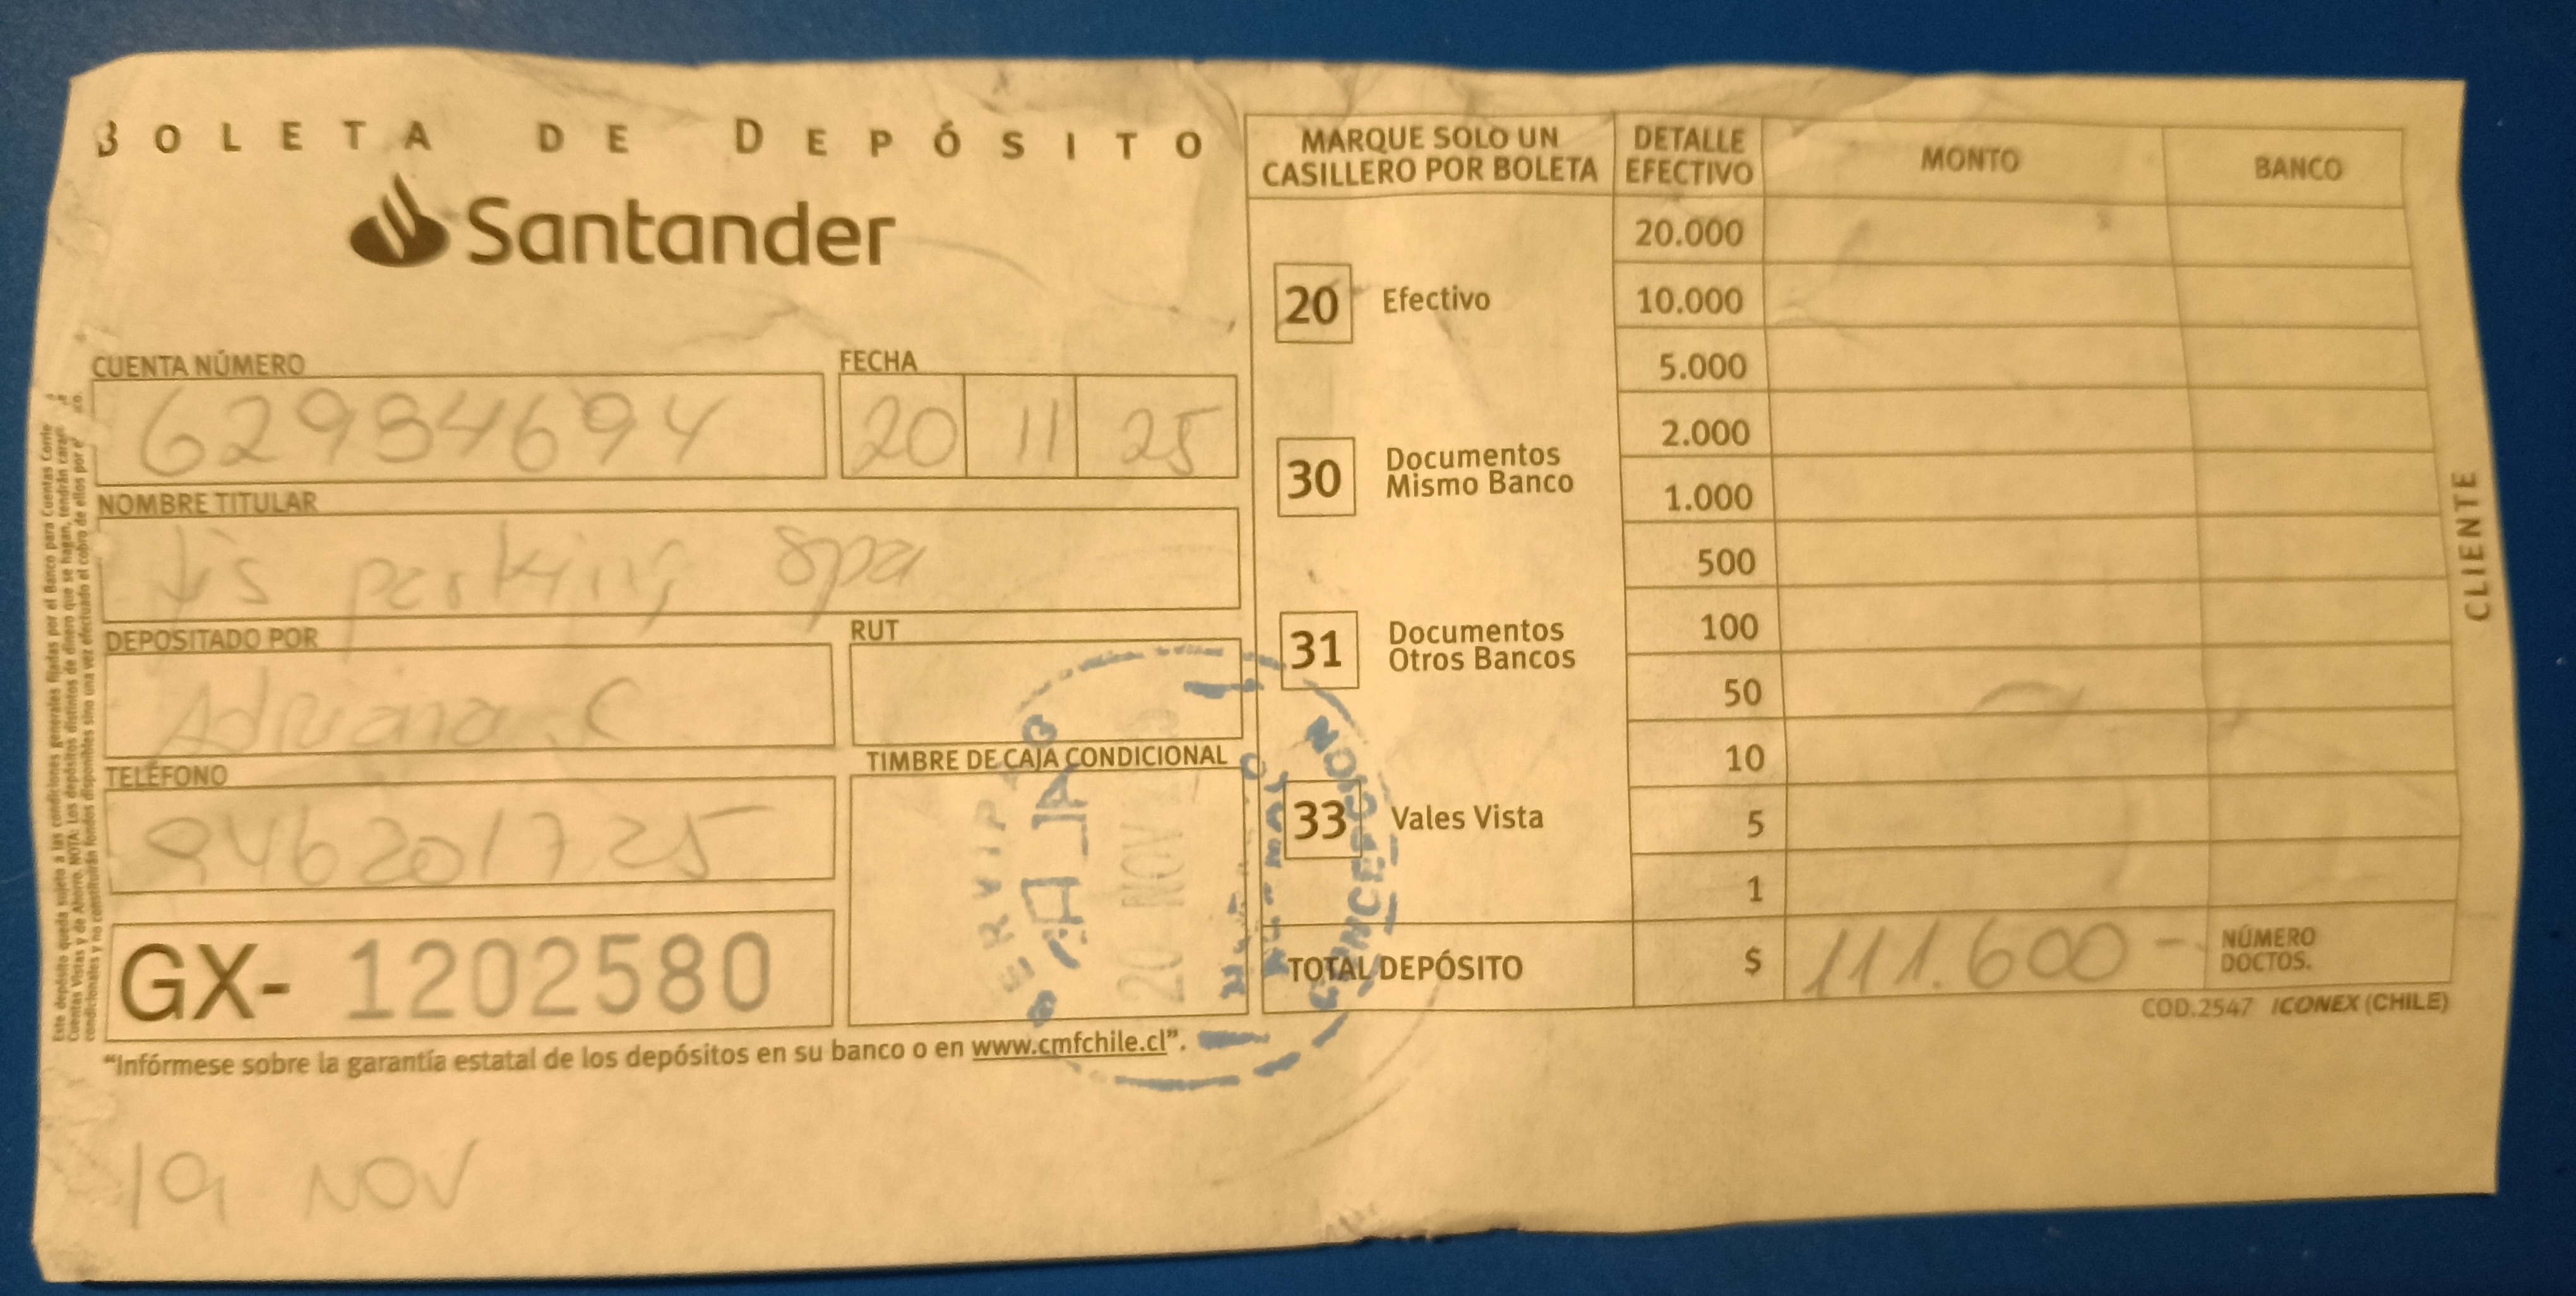 BOLETA DE DEPÓSITO
Santander
CUENTA NÚMERO
62984694
FECHA
20 11 25
NOMBRE TITULAR
parking Spa
DEPOSITADO POR
Adriana C.
RUT
TELÉFONO
946201725
TIMBRE DE CAJA CONDICIONAL
GX- 1202580
"Infórmese sobre la garantía estatal de los depósitos en su banco o en www.cmfchile.cl".
19 NOV
MARQUE SOLO UN
CASILLERO POR BOLETA
20 Efectivo
30 Documentos
Mismo Banco
31 Documentos
Otros Bancos
33 Vales Vista
DETALLE
EFECTIVO
MONTO
BANCO
20.000
10.000
5.000
2.000
1.000
500
100
50
10
5
1
TOTAL DEPÓSITO $ 111.600-
NÚMERO
DOCTOS.
COD.2547 ICONEX (CHILE)
CLIENTE
20 NOV
CONCEPCION